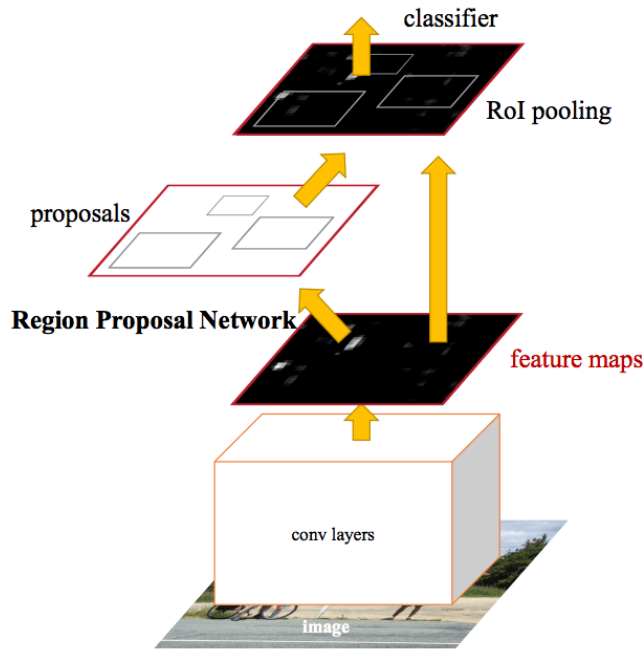 classifier
RoI pooling
proposals
Region Proposal Network
feature maps
conv layers
image